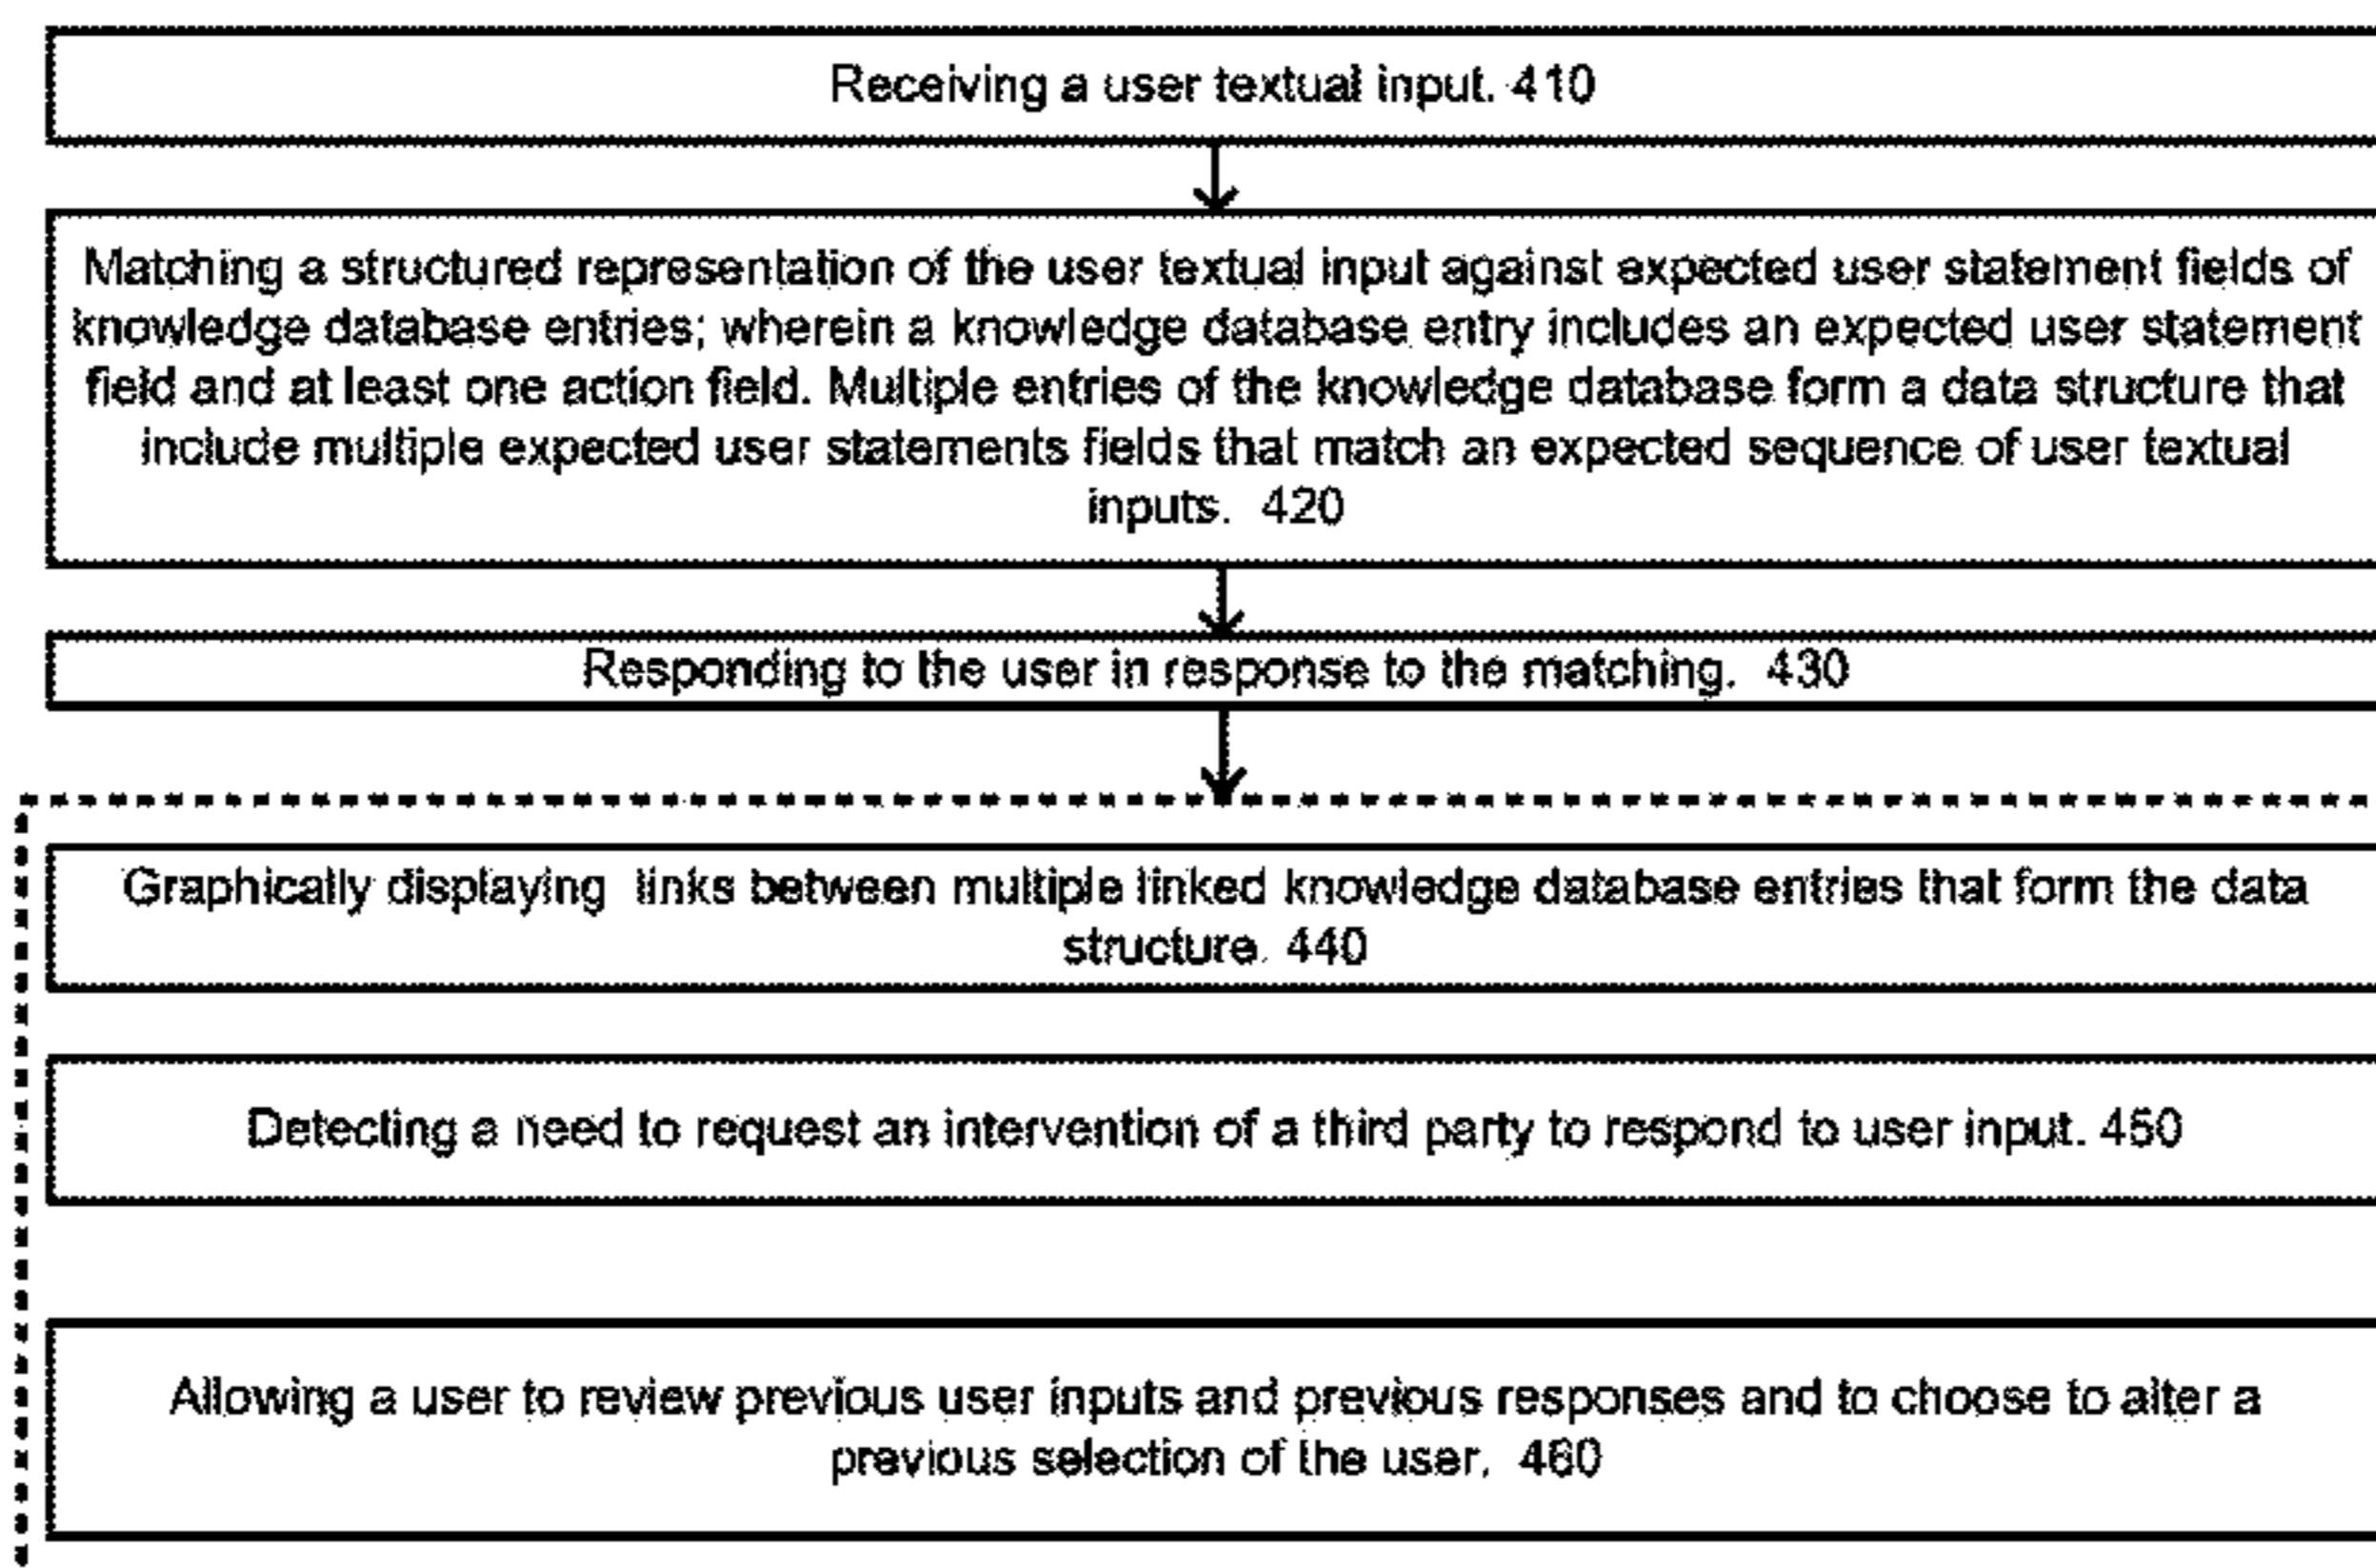 Receiving a user textual input. 410
Matching a structured representation of the user textual input against expected user statement fields of
knowledge database entries; wherein a knowledge database entry includes an expected user statement
field and at least one action field. Multiple entries of the knowledge database form a data structure that
include multiple expected user statements fields that match an expected sequence of user textual
inputs. 420
Responding to the user in response to the matching. 430
Graphically displaying links between multiple linked knowledge database entries that form the data
structure. 440
Detecting a need to request an intervention of a third party to respond to user input. 450
Allowing a user to review previous user inputs and previous responses and to choose to alter a
previous selection of the user. 460